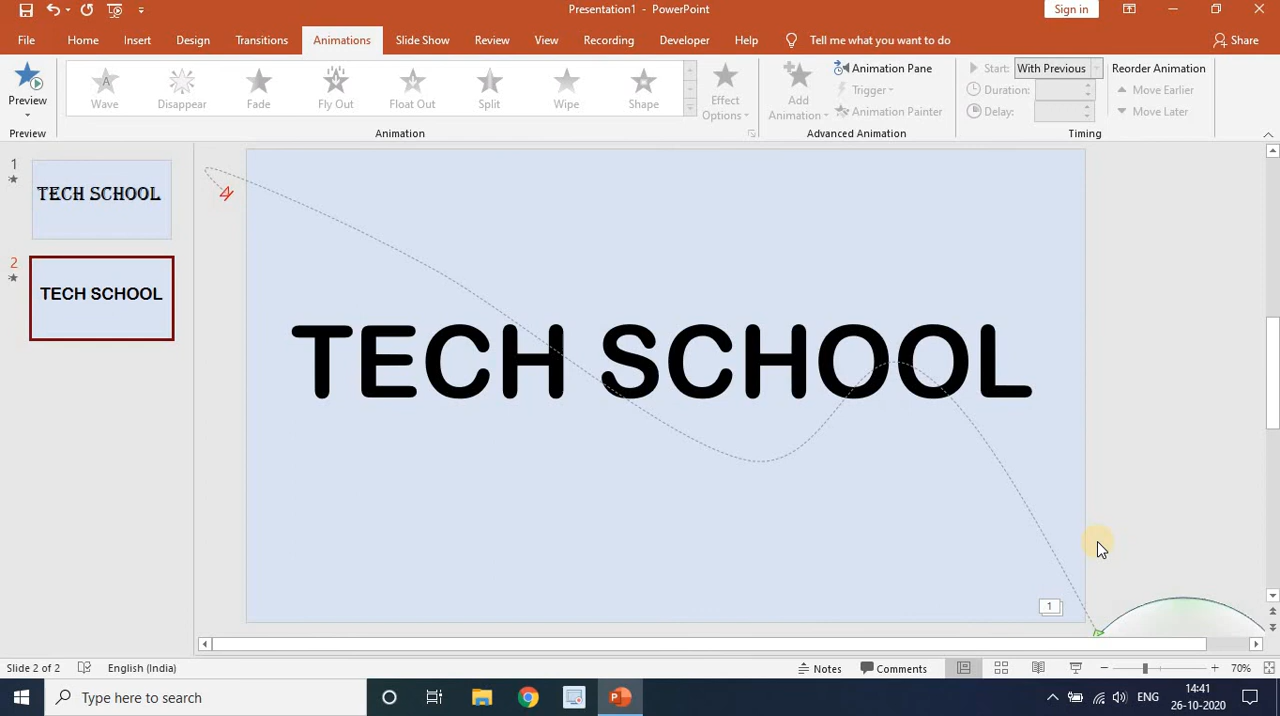 Presentation1 - PowerPoint
Sign in
File
Home
Insert
Design
Transitions
Animations
Slide Show
Review
View
Recording
Developer
Help
Tell me what you want to do
Share
Preview
Wave
Disappear
Fade
Fly Out
Float Out
Split
Wipe
Shape
Effect
Options
Add
Animation
Animation Pane
Trigger
Animation Painter
Start:
With Previous
Duration:
Delay:
Reorder Animation
Move Earlier
Move Later
Preview
Animation
Advanced Animation
Timing
1
TECH SCHOOL
2
TECH SCHOOL
TECH SCHOOL
1
Slide 2 of 2
English (India)
Notes
Comments
70%
Type here to search
ENG
14:41
26-10-2020